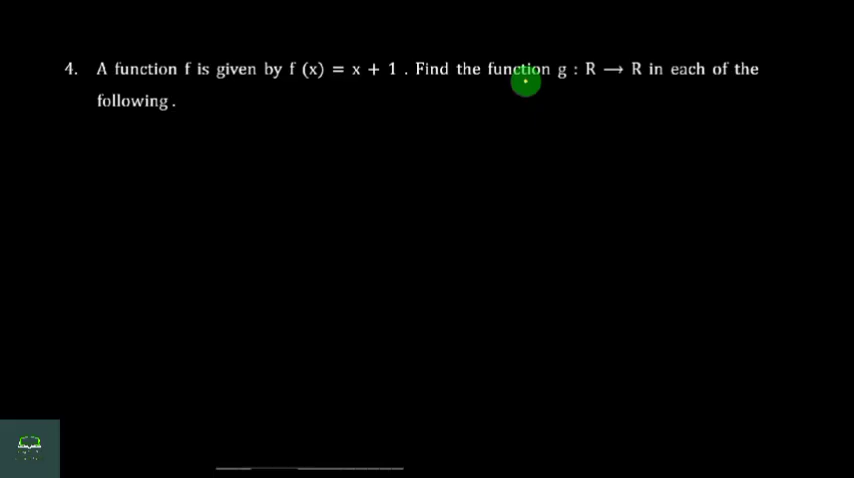 4. A function f is given by f (x) = x + 1 . Find the function g : R → R in each of the
following .